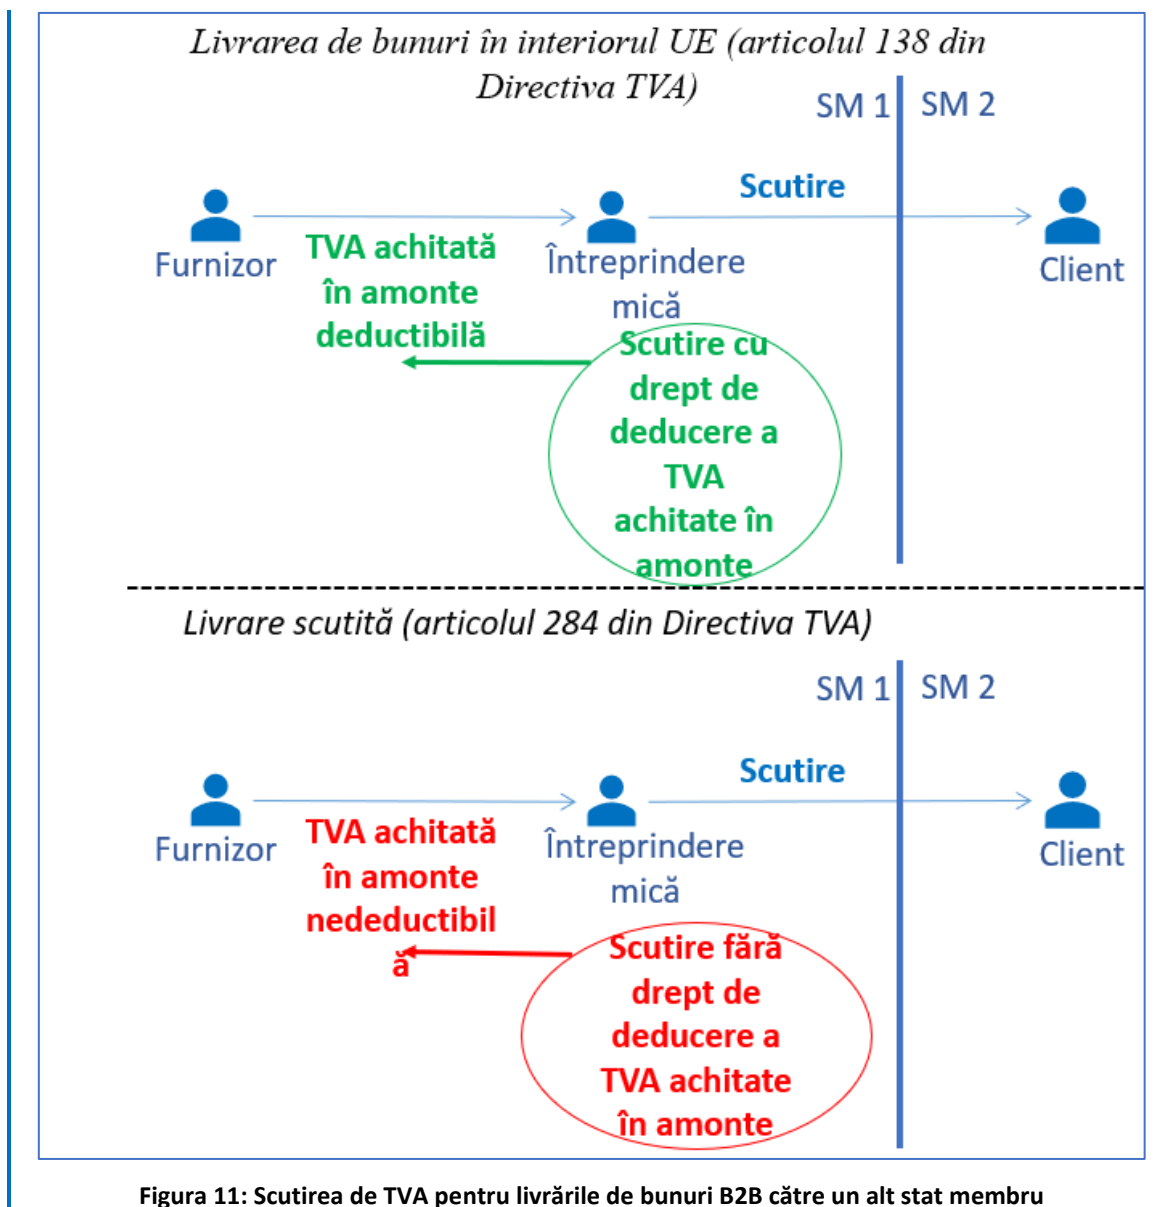 Livrarea de bunuri în interiorul UE (articolul 138 din
Directiva TVA)
SM 1
SM 2
Scutire
Furnizor
TVA achitată
în amonte
deductibilă
Întreprindere
mică
Client
Scutire cu
drept de
deducere a
TVA
achitate în
amonte
Livrare scutită (articolul 284 din Directiva TVA)
SM 1
SM 2
Scutire
Furnizor
TVA achitată
în amonte
nedeductibil
ă
Întreprindere
mică
Client
Scutire fără
drept de
deducere a
TVA achitate
în amonte
Figura 11: Scutirea de TVA pentru livrările de bunuri B2B către un alt stat membru